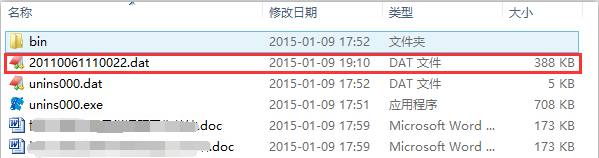 名称 修改日期 类型 大小
bin 2015-01-09 17:52 文件夹
20110061110022.dat 2015-01-09 19:10 DAT 文件 388 KB
unins000.dat 2015-01-09 17:52 DAT 文件 5 KB
unins000.exe 2015-01-09 17:51 应用程序 708 KB
.doc 2015-01-09 17:59 Microsoft Word ... 173 KB
.doc 2015-01-09 17:59 Microsoft Word ... 173 KB